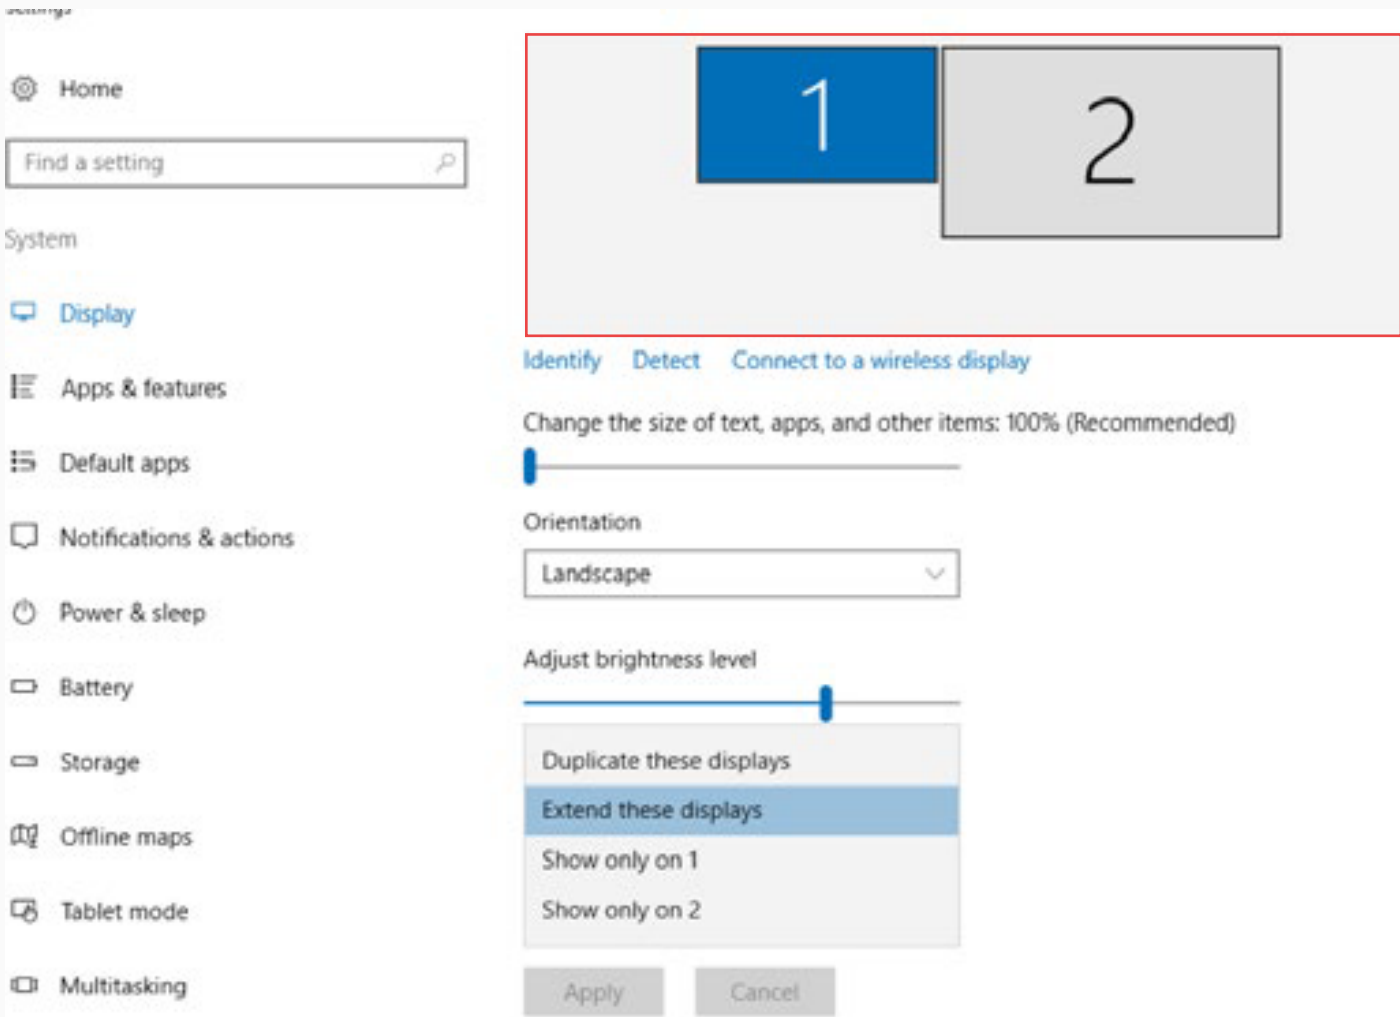 Settings
Home
Find a setting
System
Display
Apps & features
Default apps
Notifications & actions
Power & sleep
Battery
Storage
Offline maps
Tablet mode
Multitasking
1
2
Identify Detect Connect to a wireless display
Change the size of text, apps, and other items: 100% (Recommended)
Orientation
Landscape
Adjust brightness level
Duplicate these displays
Extend these displays
Show only on 1
Show only on 2
Apply Cancel